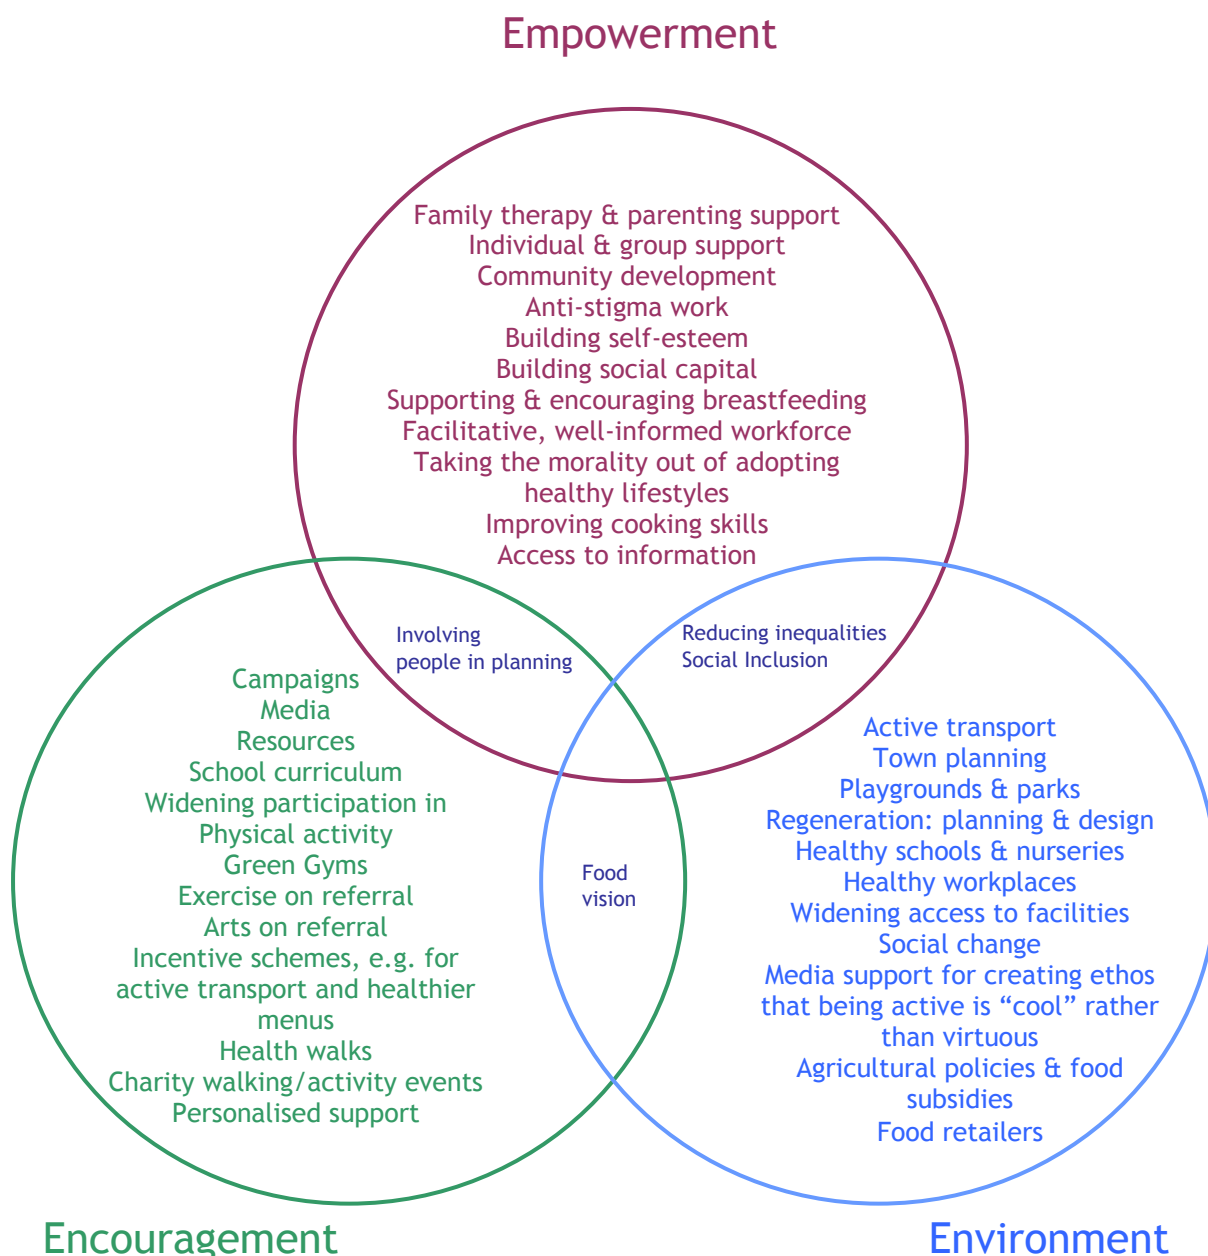 Empowerment
Family therapy & parenting support
Individual & group support
Community development
Anti-stigma work
Building self-esteem
Building social capital
Supporting & encouraging breastfeeding
Facilitative, well-informed workforce
Taking the morality out of adopting
healthy lifestyles
Improving cooking skills
Access to information
Involving
people in planning
Reducing inequalities
Social Inclusion
Campaigns
Media
Resources
School curriculum
Widening participation in
Physical activity
Green Gyms
Exercise on referral
Arts on referral
Incentive schemes, e.g. for
active transport and healthier
menus
Health walks
Charity walking/activity events
Personalised support
Food
vision
Active transport
Town planning
Playgrounds & parks
Regeneration: planning & design
Healthy schools & nurseries
Healthy workplaces
Widening access to facilities
Social change
Media support for creating ethos
that being active is “cool” rather
than virtuous
Agricultural policies & food
subsidies
Food retailers
Encouragement
Environment